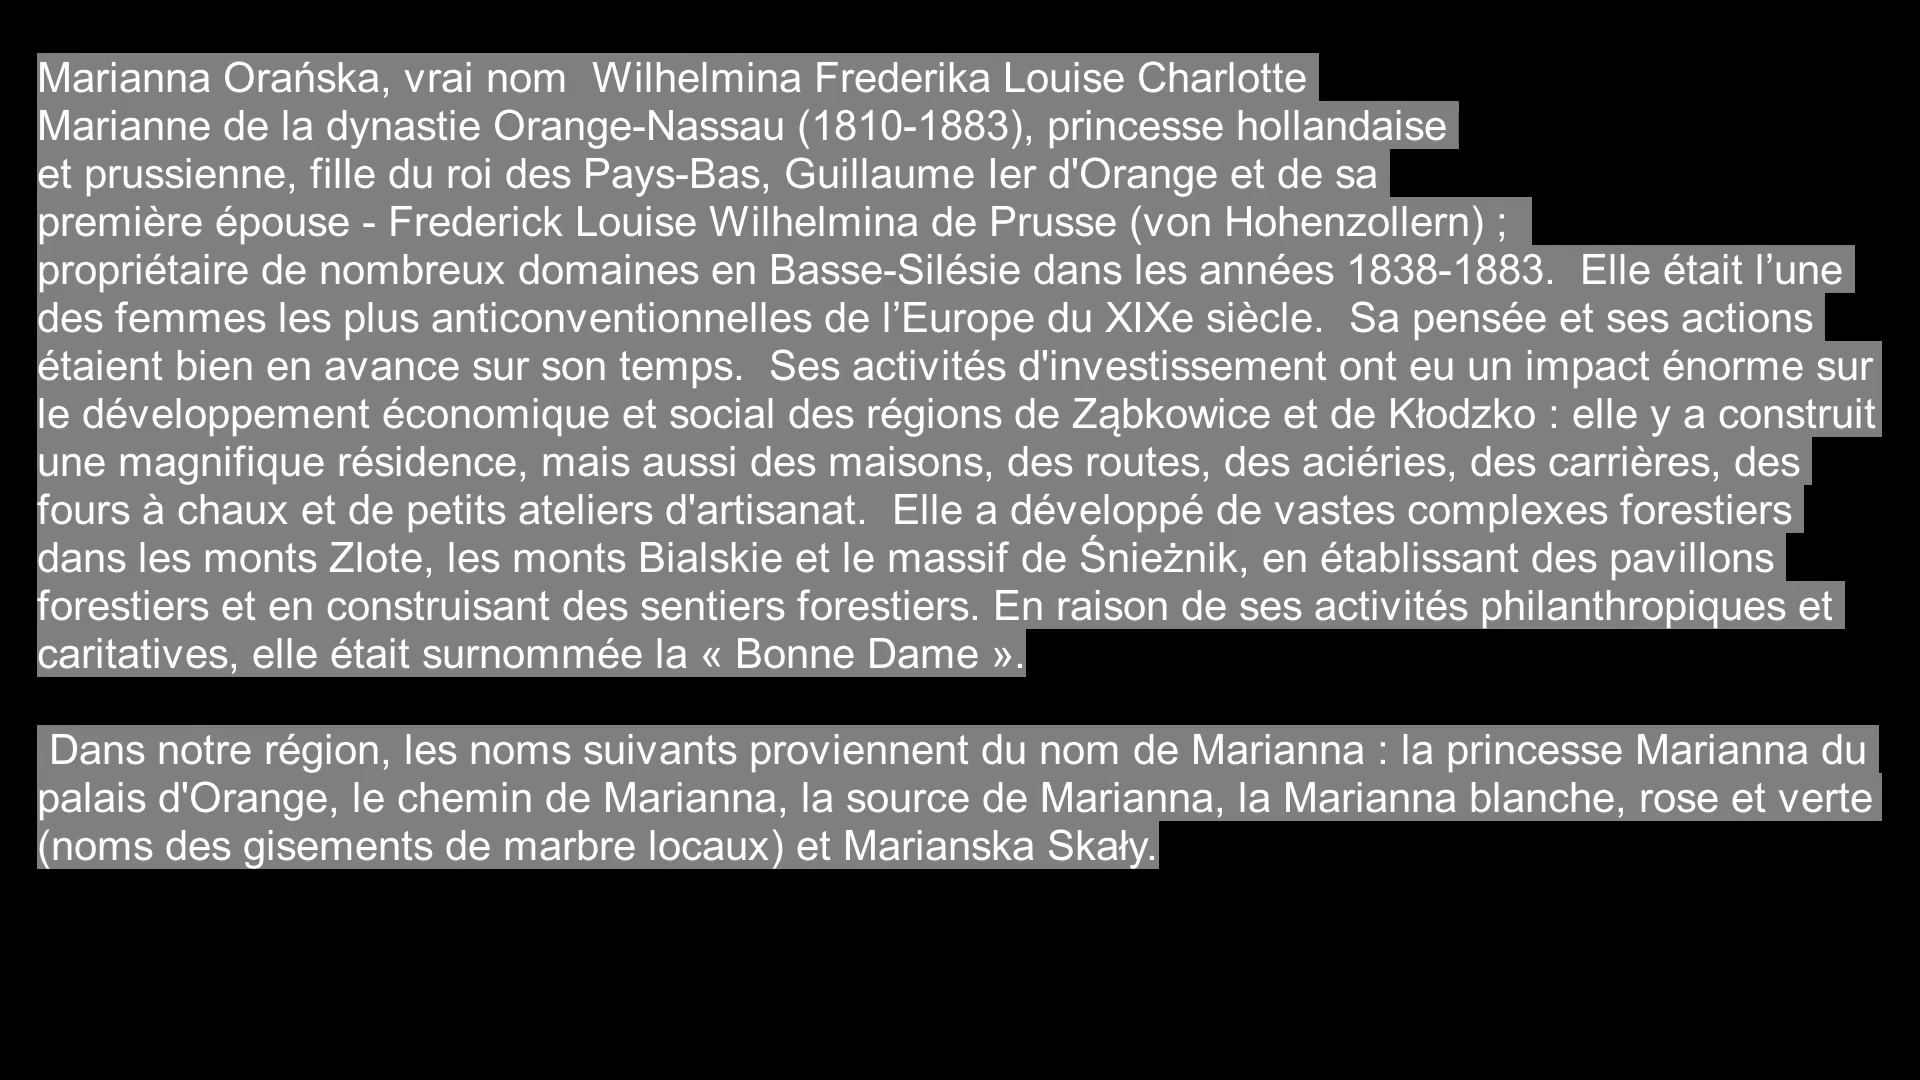 Marianna Orańska, vrai nom  Wilhelmina Frederika Louise Charlotte
Marianne de la dynastie Orange-Nassau (1810-1883), princesse hollandaise
et prussienne, fille du roi des Pays-Bas, Guillaume Ier d'Orange et de sa
première épouse - Frederick Louise Wilhelmina de Prusse (von Hohenzollern) ;
propriétaire de nombreux domaines en Basse-Silésie dans les années 1838-1883.  Elle était l’une
des femmes les plus anticonventionnelles de l’Europe du XIXe siècle.  Sa pensée et ses actions
étaient bien en avance sur son temps.  Ses activités d'investissement ont eu un impact énorme sur
le développement économique et social des régions de Ząbkowice et de Kłodzko : elle y a construit
une magnifique résidence, mais aussi des maisons, des routes, des aciéries, des carrières, des
fours à chaux et de petits ateliers d'artisanat.  Elle a développé de vastes complexes forestiers
dans les monts Zlote, les monts Bialskie et le massif de Śnieżnik, en établissant des pavillons
forestiers et en construisant des sentiers forestiers. En raison de ses activités philanthropiques et
caritatives, elle était surnommée la « Bonne Dame ».
Dans notre région, les noms suivants proviennent du nom de Marianna : la princesse Marianna du
palais d'Orange, le chemin de Marianna, la source de Marianna, la Marianna blanche, rose et verte
(noms des gisements de marbre locaux) et Marianska Skały.